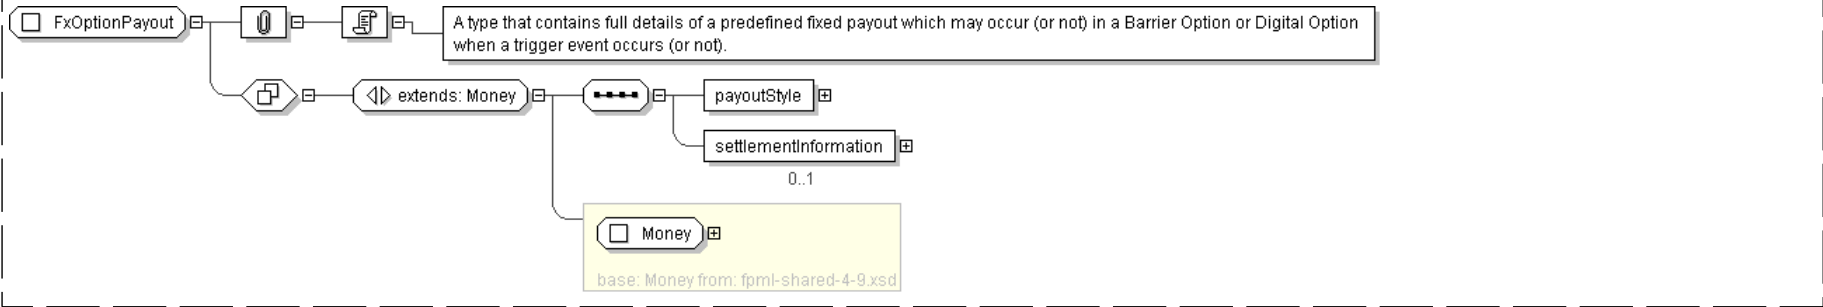 FxOptionPayout
A type that contains full details of a predefined fixed payout which may occur (or not) in a Barrier Option or Digital Option
when a trigger event occurs (or not).
extends: Money
payoutStyle
settlementInformation
0..1
Money
base: Money from: fpml-shared-4-9.xsd